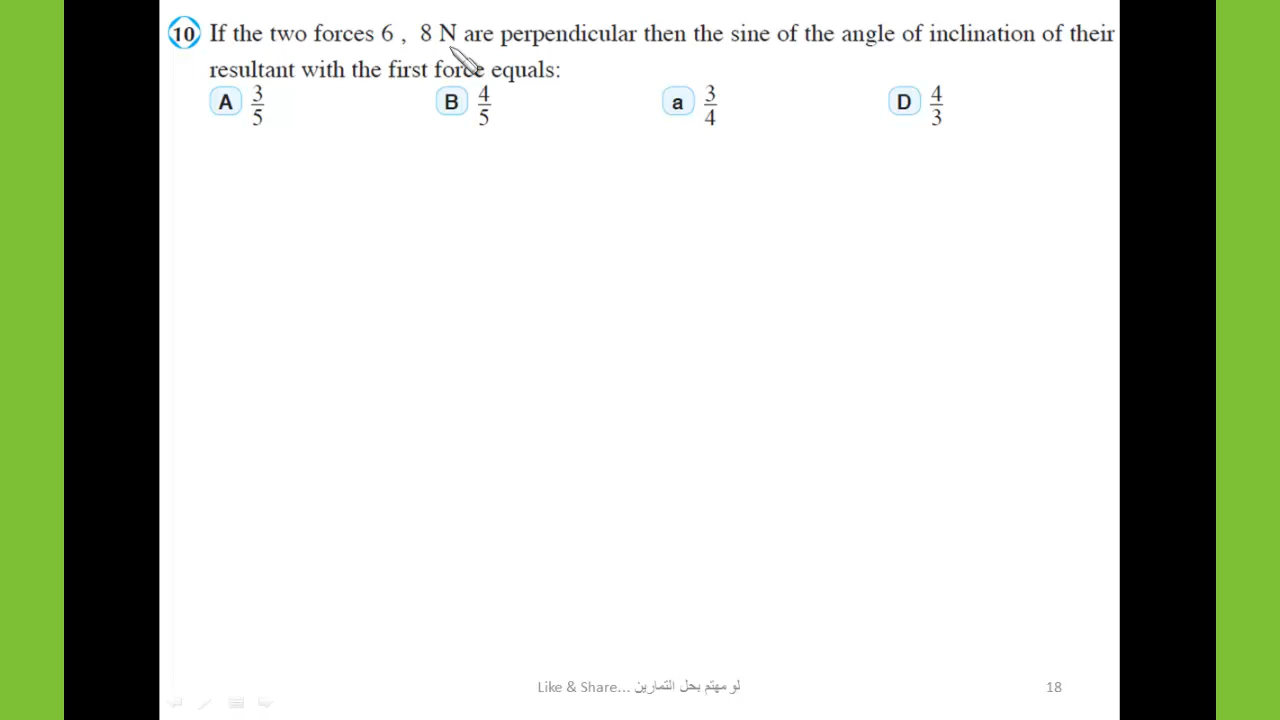 10 If the two forces 6 , 8 N are perpendicular then the sine of the angle of inclination of their
resultant with the first force equals:
A 3/5 B 4/5 a 3/4 D 4/3
Like & Share... لو مهتم بحل التمارين 18